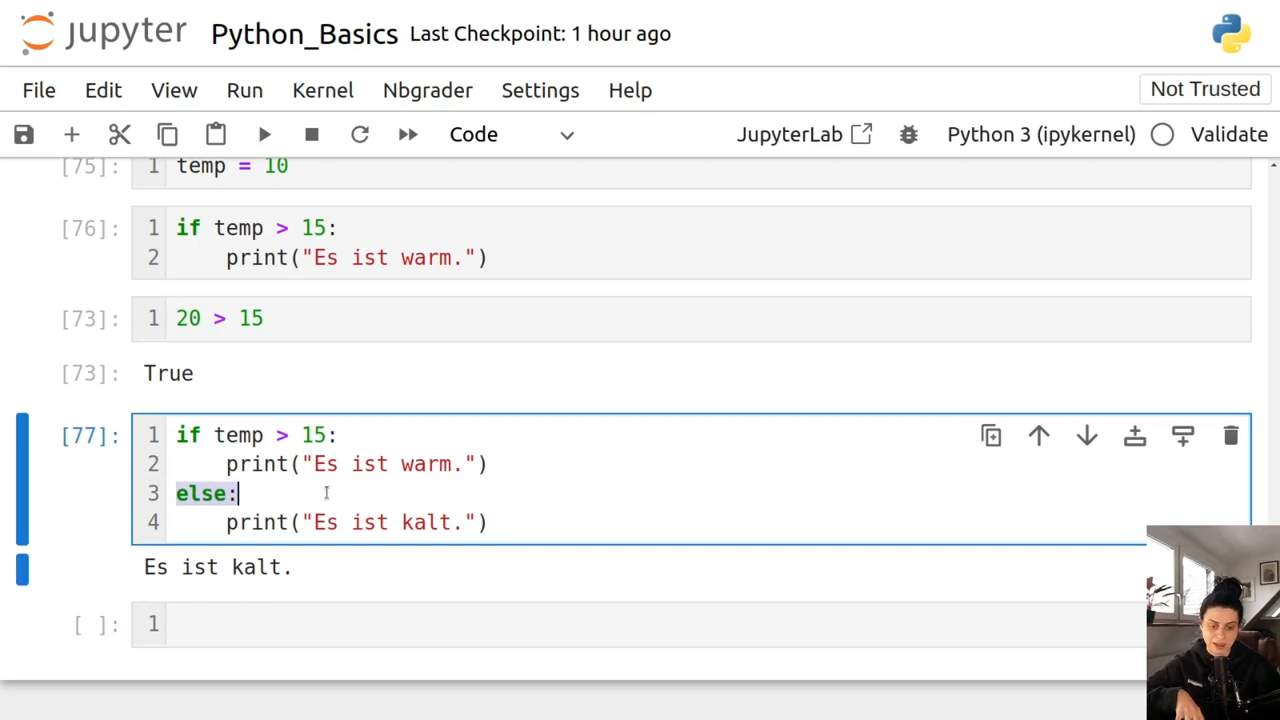 jupyter Python_Basics Last Checkpoint: 1 hour ago
File Edit View Run Kernel Nbgrader Settings Help Not Trusted
Code JupyterLab Python 3 (ipykernel) Validate
[75]: 1 temp = 10
[76]: 1 if temp > 15:
2 print("Es ist warm.")
[73]: 1 20 > 15
[73]: True
[77]: 1 if temp > 15:
2 print("Es ist warm.")
3 else:
4 print("Es ist kalt.")
Es ist kalt.
[ ]: 1